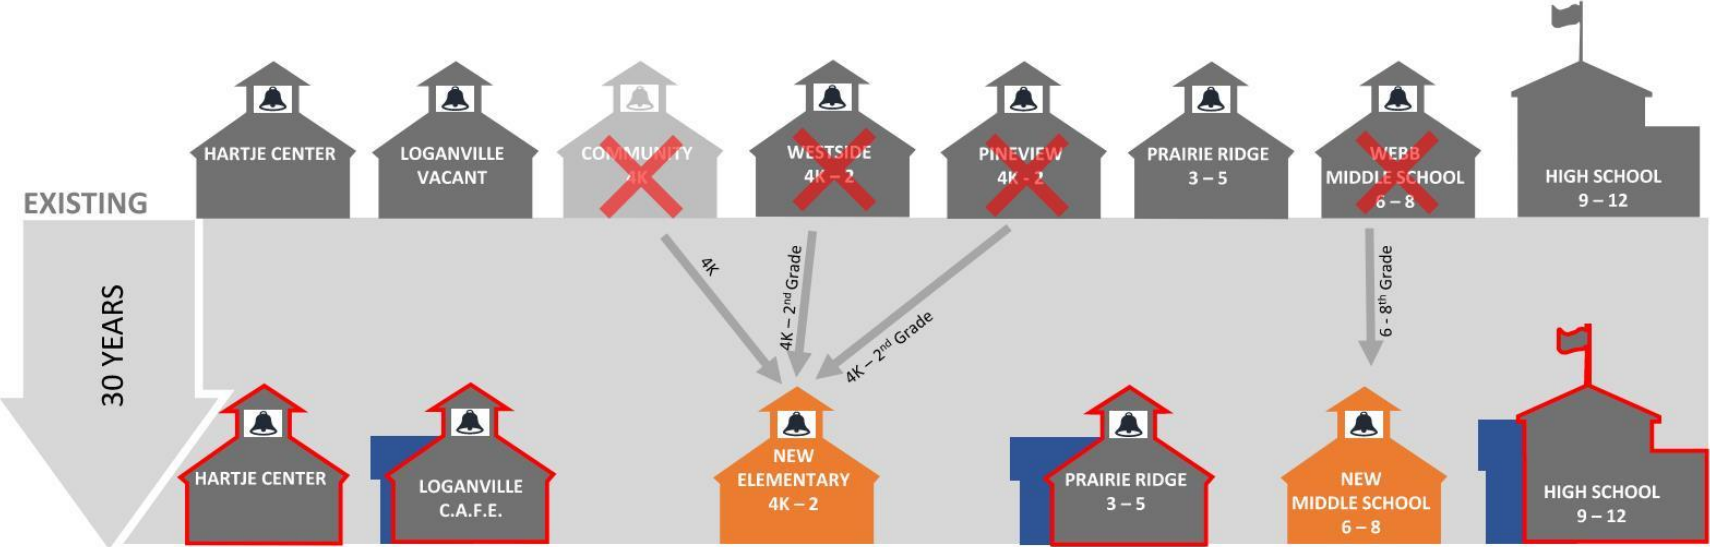 HARTJE CENTER
LOGANVILLE
VACANT
COMMUNITY
4K
WESTSIDE
4K – 2
PINEVIEW
4K - 2
PRAIRIE RIDGE
3 – 5
WEBB
MIDDLE SCHOOL
6 – 8
HIGH SCHOOL
9 – 12
EXISTING
30 YEARS
4K
4K – 2nd Grade
4K – 2nd Grade
6 - 8th Grade
HARTJE CENTER
LOGANVILLE
C.A.F.E.
NEW
ELEMENTARY
4K – 2
PRAIRIE RIDGE
3 – 5
NEW
MIDDLE SCHOOL
6 – 8
HIGH SCHOOL
9 – 12